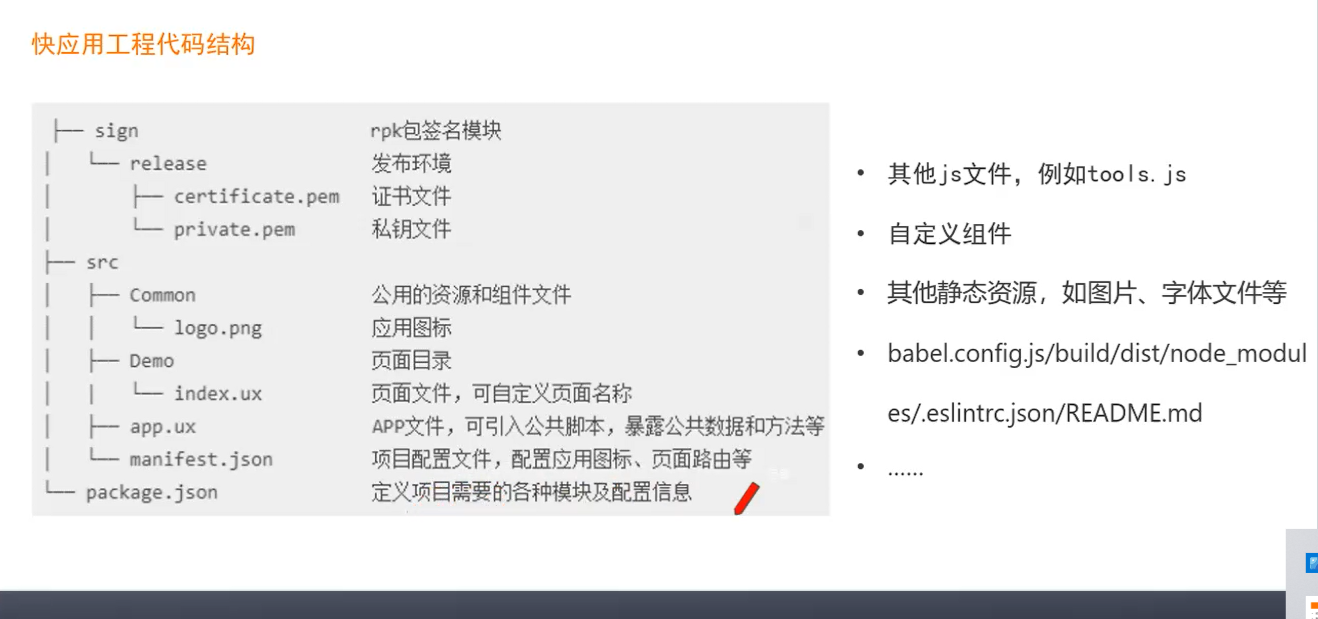 快应用工程代码结构
├── sign rpk包签名模块
│ └── release 发布环境
│ ├── certificate.pem 证书文件
│ └── private.pem 私钥文件
├── src
│ ├── Common 公用的资源和组件文件
│ │ └── logo.png 应用图标
│ ├── Demo 页面目录
│ │ └── index.ux 页面文件，可自定义页面名称
│ ├── app.ux APP文件，可引入公共脚本，暴露公共数据和方法等
│ └── manifest.json 项目配置文件，配置应用图标、页面路由等
└── package.json 定义项目需要的各种模块及配置信息
• 其他js文件，例如tools.js
• 自定义组件
• 其他静态资源，如图片、字体文件等
• babel.config.js/build/dist/node_modul
es/.eslintrc.json/README.md
• ......